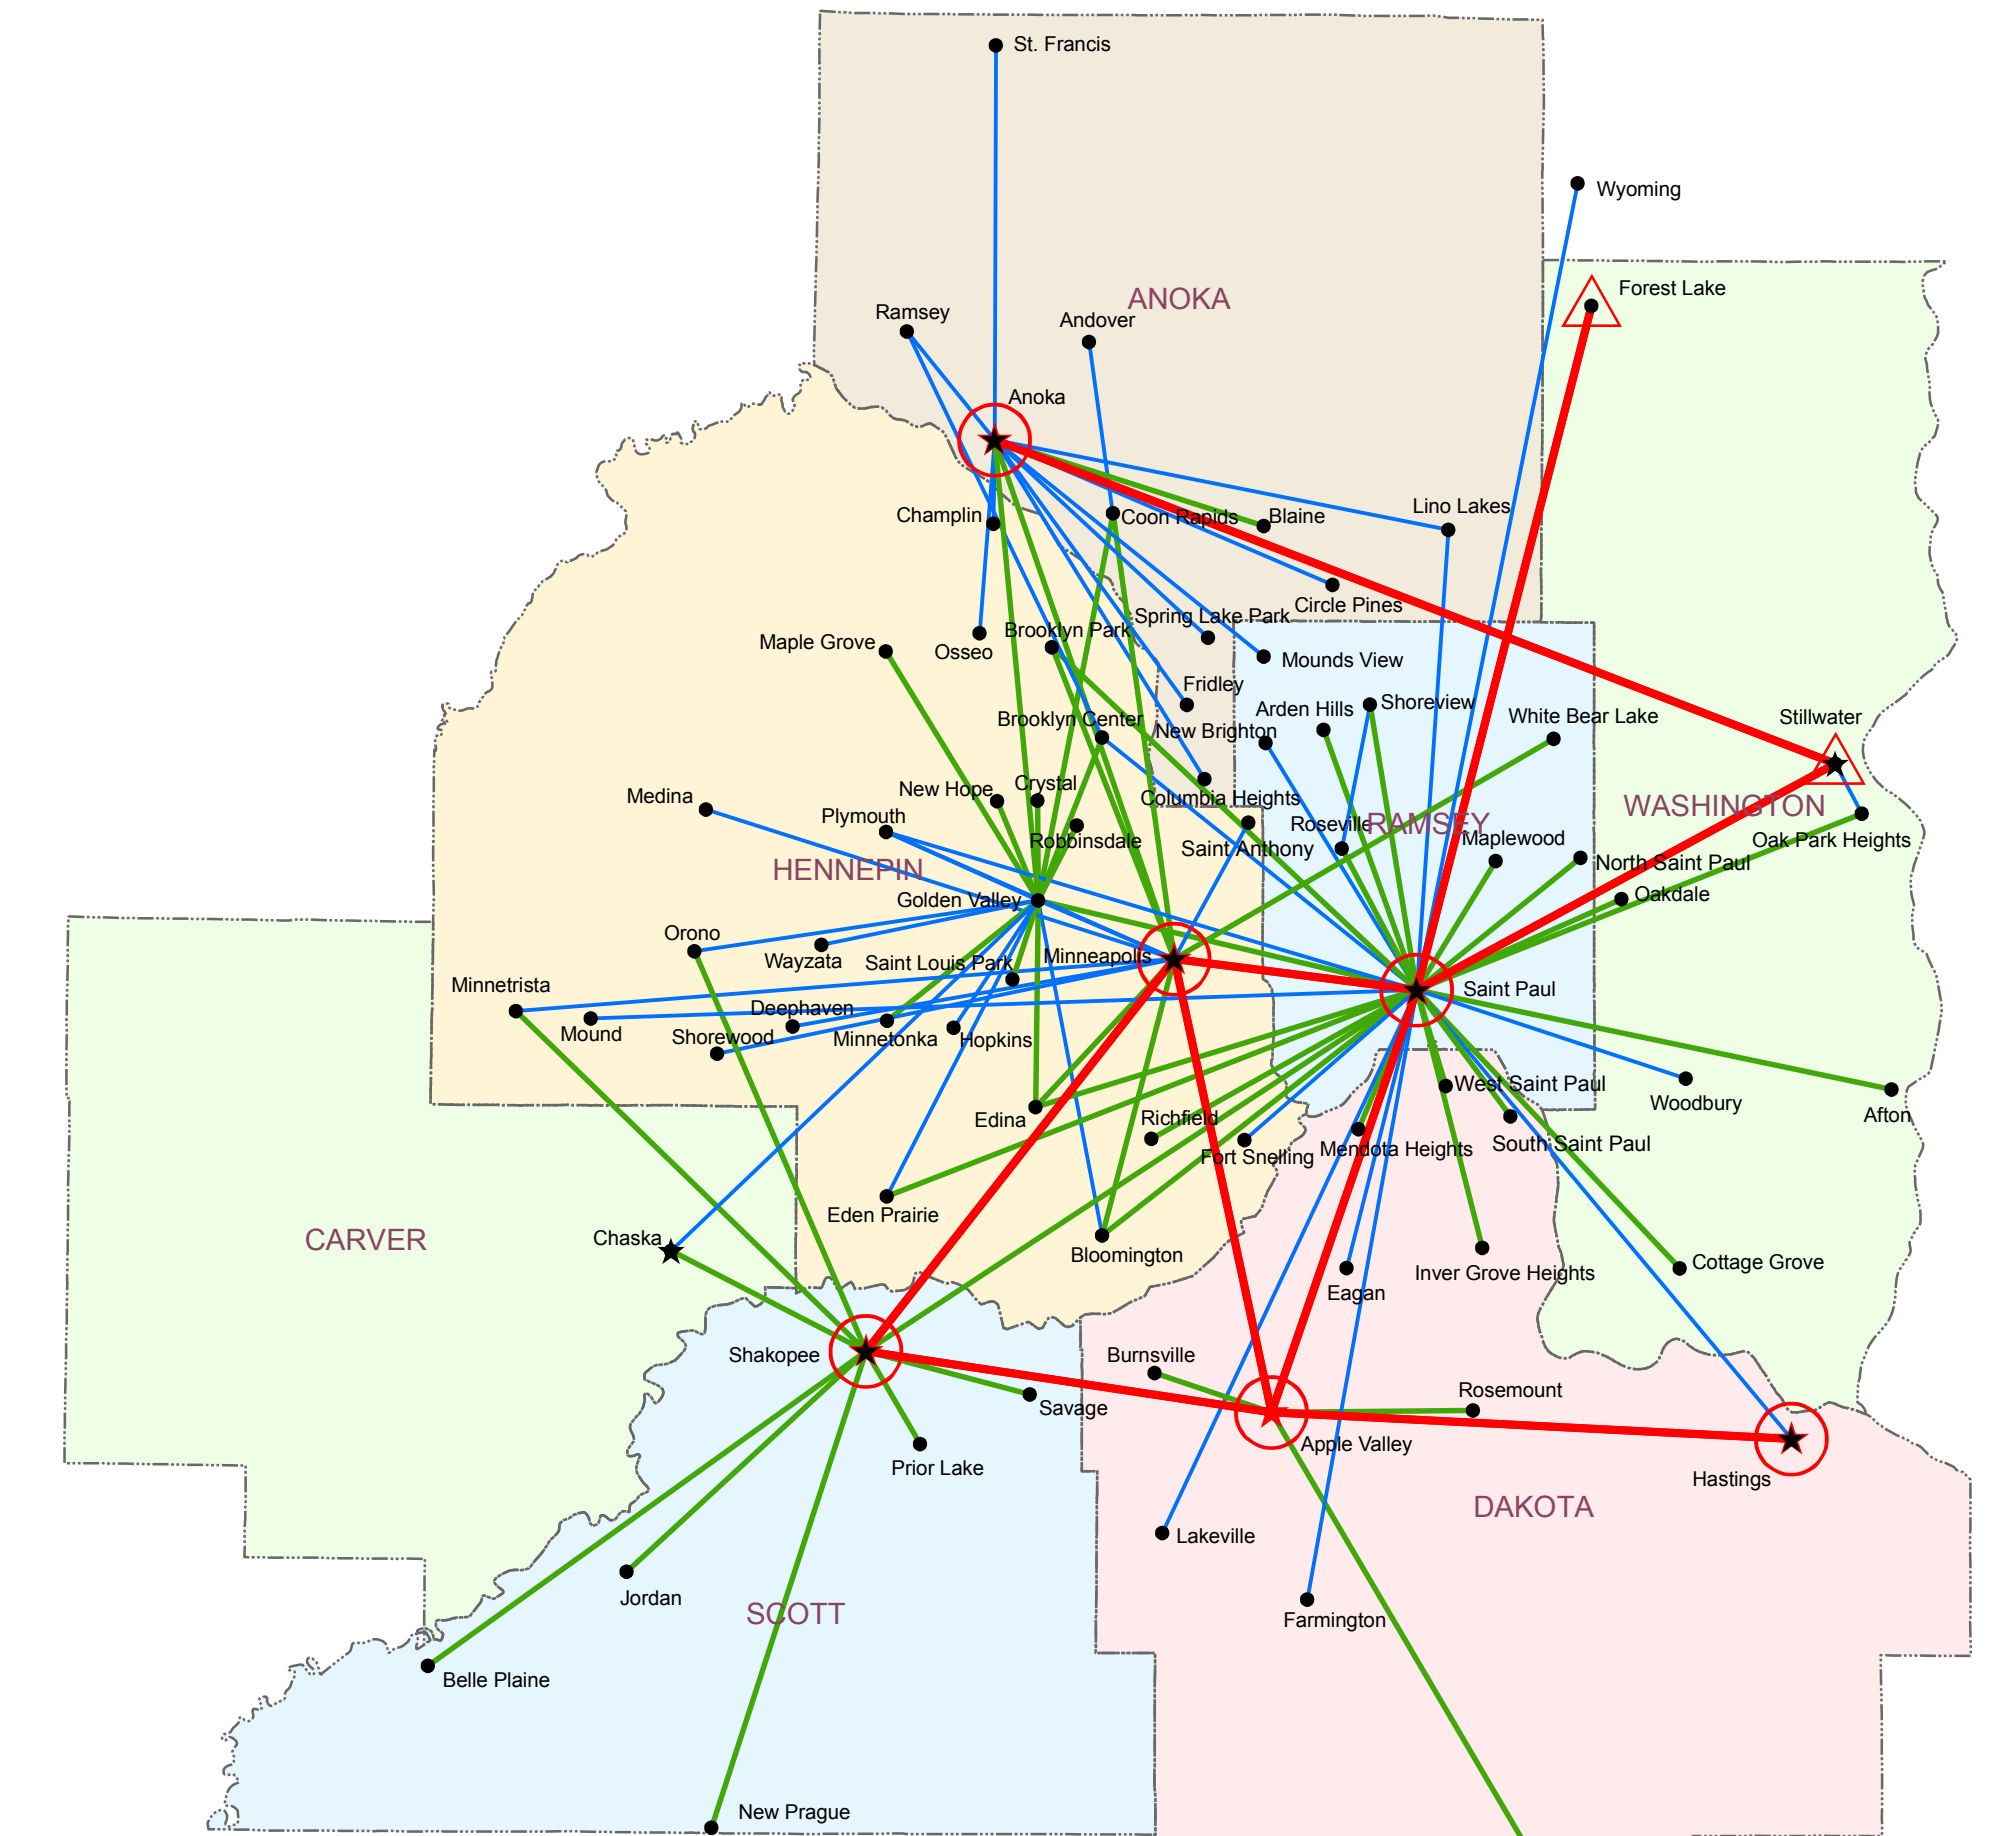 St. Francis
Wyoming
Forest Lake
ANOKA
Ramsey
Andover
Anoka
Lino Lakes
Champlin
Coon Rapids
Blaine
Circle Pines
Spring Lake Park
Brooklyn Park
Maple Grove
Osseo
Mounds View
Fridley
Shoreview
Arden Hills
White Bear Lake
Stillwater
Brooklyn Center
New Brighton
Crystal
New Hope
Medina
Columbia Heights
WASHINGTON
Plymouth
Roseville
RAMSEY
Maplewood
Robbinsdale
Saint Anthony
Oak Park Heights
North Saint Paul
HENNEPIN
Oakdale
Golden Valley
Orono
Wayzata
Saint Louis Park
Minneapolis
Minnetrista
Saint Paul
Deephaven
Mound
Shorewood
Minnetonka
Hopkins
West Saint Paul
Woodbury
Afton
Edina
Richfield
Fort Snelling
Mendota Heights
South Saint Paul
Eden Prairie
CARVER
Chaska
Bloomington
Cottage Grove
Inver Grove Heights
Eagan
Shakopee
Burnsville
Rosemount
Savage
Apple Valley
Prior Lake
Hastings
DAKOTA
Lakeville
Jordan
SCOTT
Farmington
Belle Plaine
New Prague